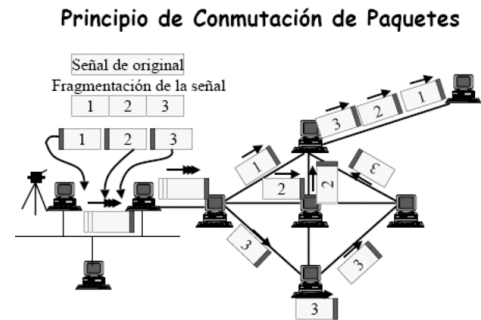 Principio de Conmutación de Paquetes
Señal de original
Fragmentación de la señal
1 2 3
1 2 3
3 2 1
1
2
2
3
3
3
3